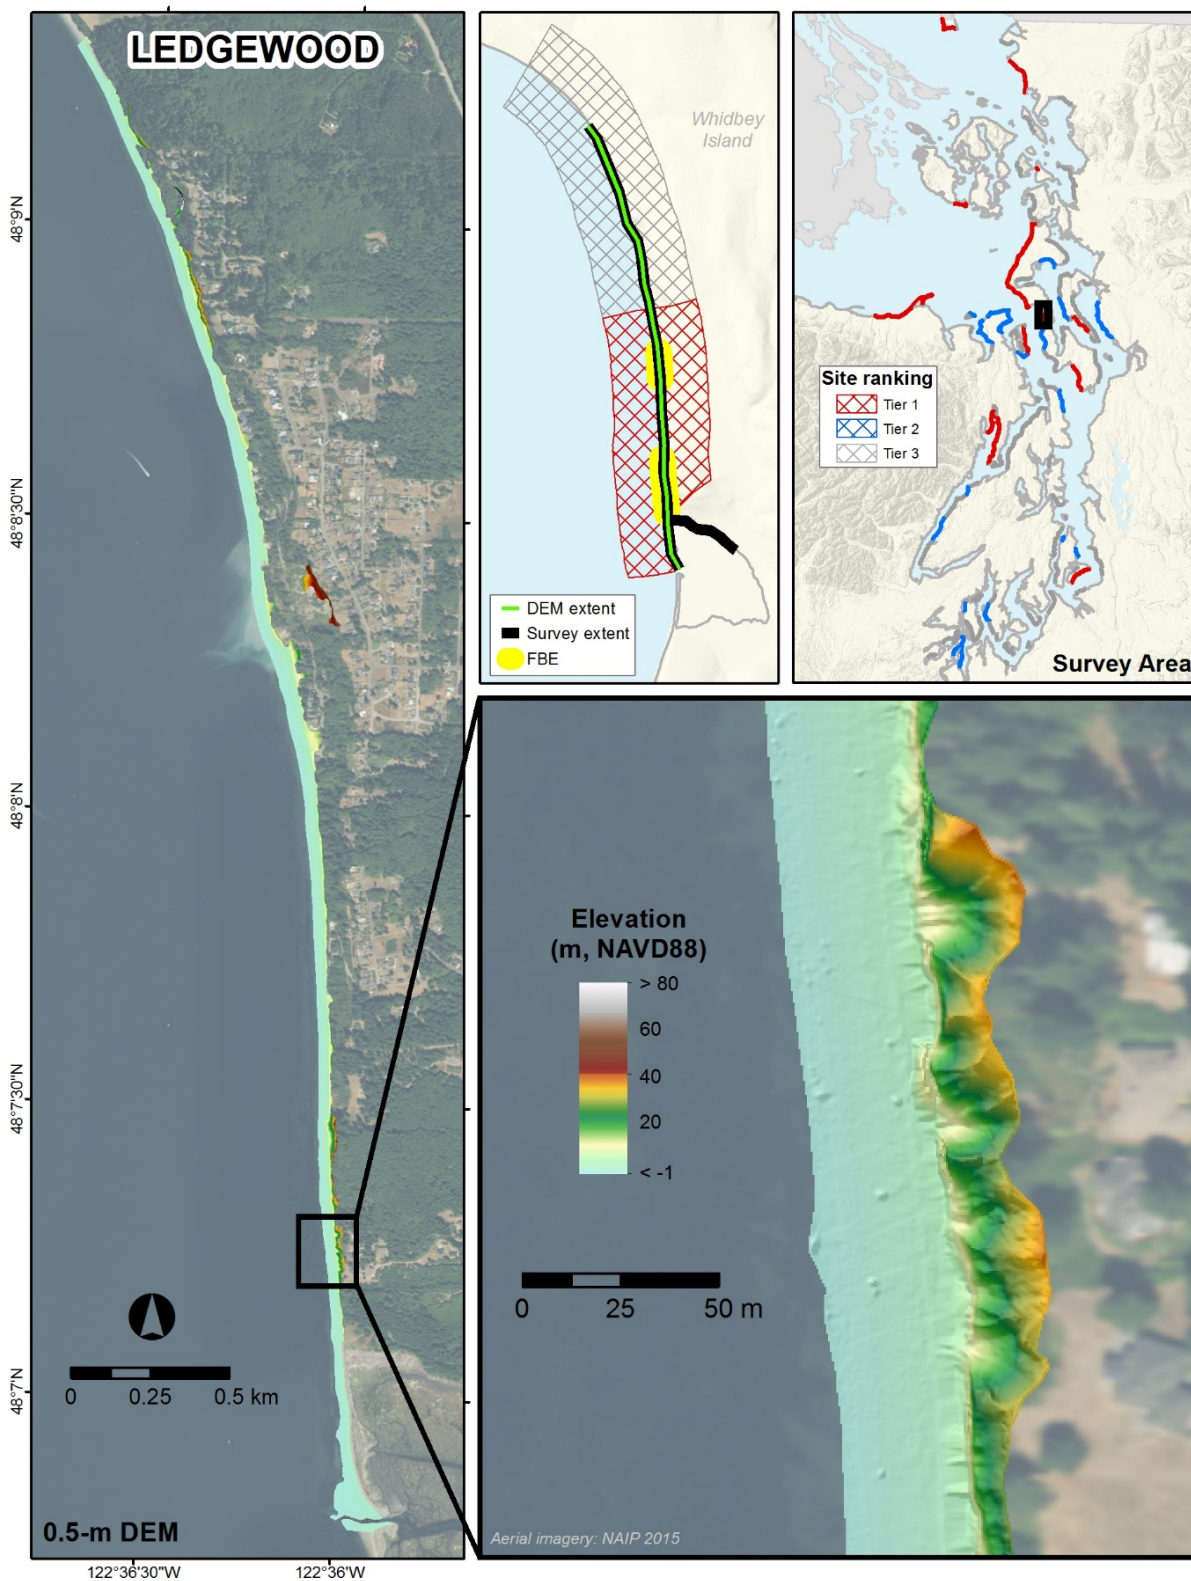 LEDGEWOOD
48°9'N
48°8'30"N
48°8'N
48°7'30"N
48°7'N
0 0.25 0.5 km
0.5-m DEM
122°36'30"W 122°36'W
Whidbey
Island
DEM extent
Survey extent
FBE
Site ranking
Tier 1
Tier 2
Tier 3
Survey Area
Elevation
(m, NAVD88)
> 80
60
40
20
< -1
0 25 50 m
Aerial imagery: NAIP 2015